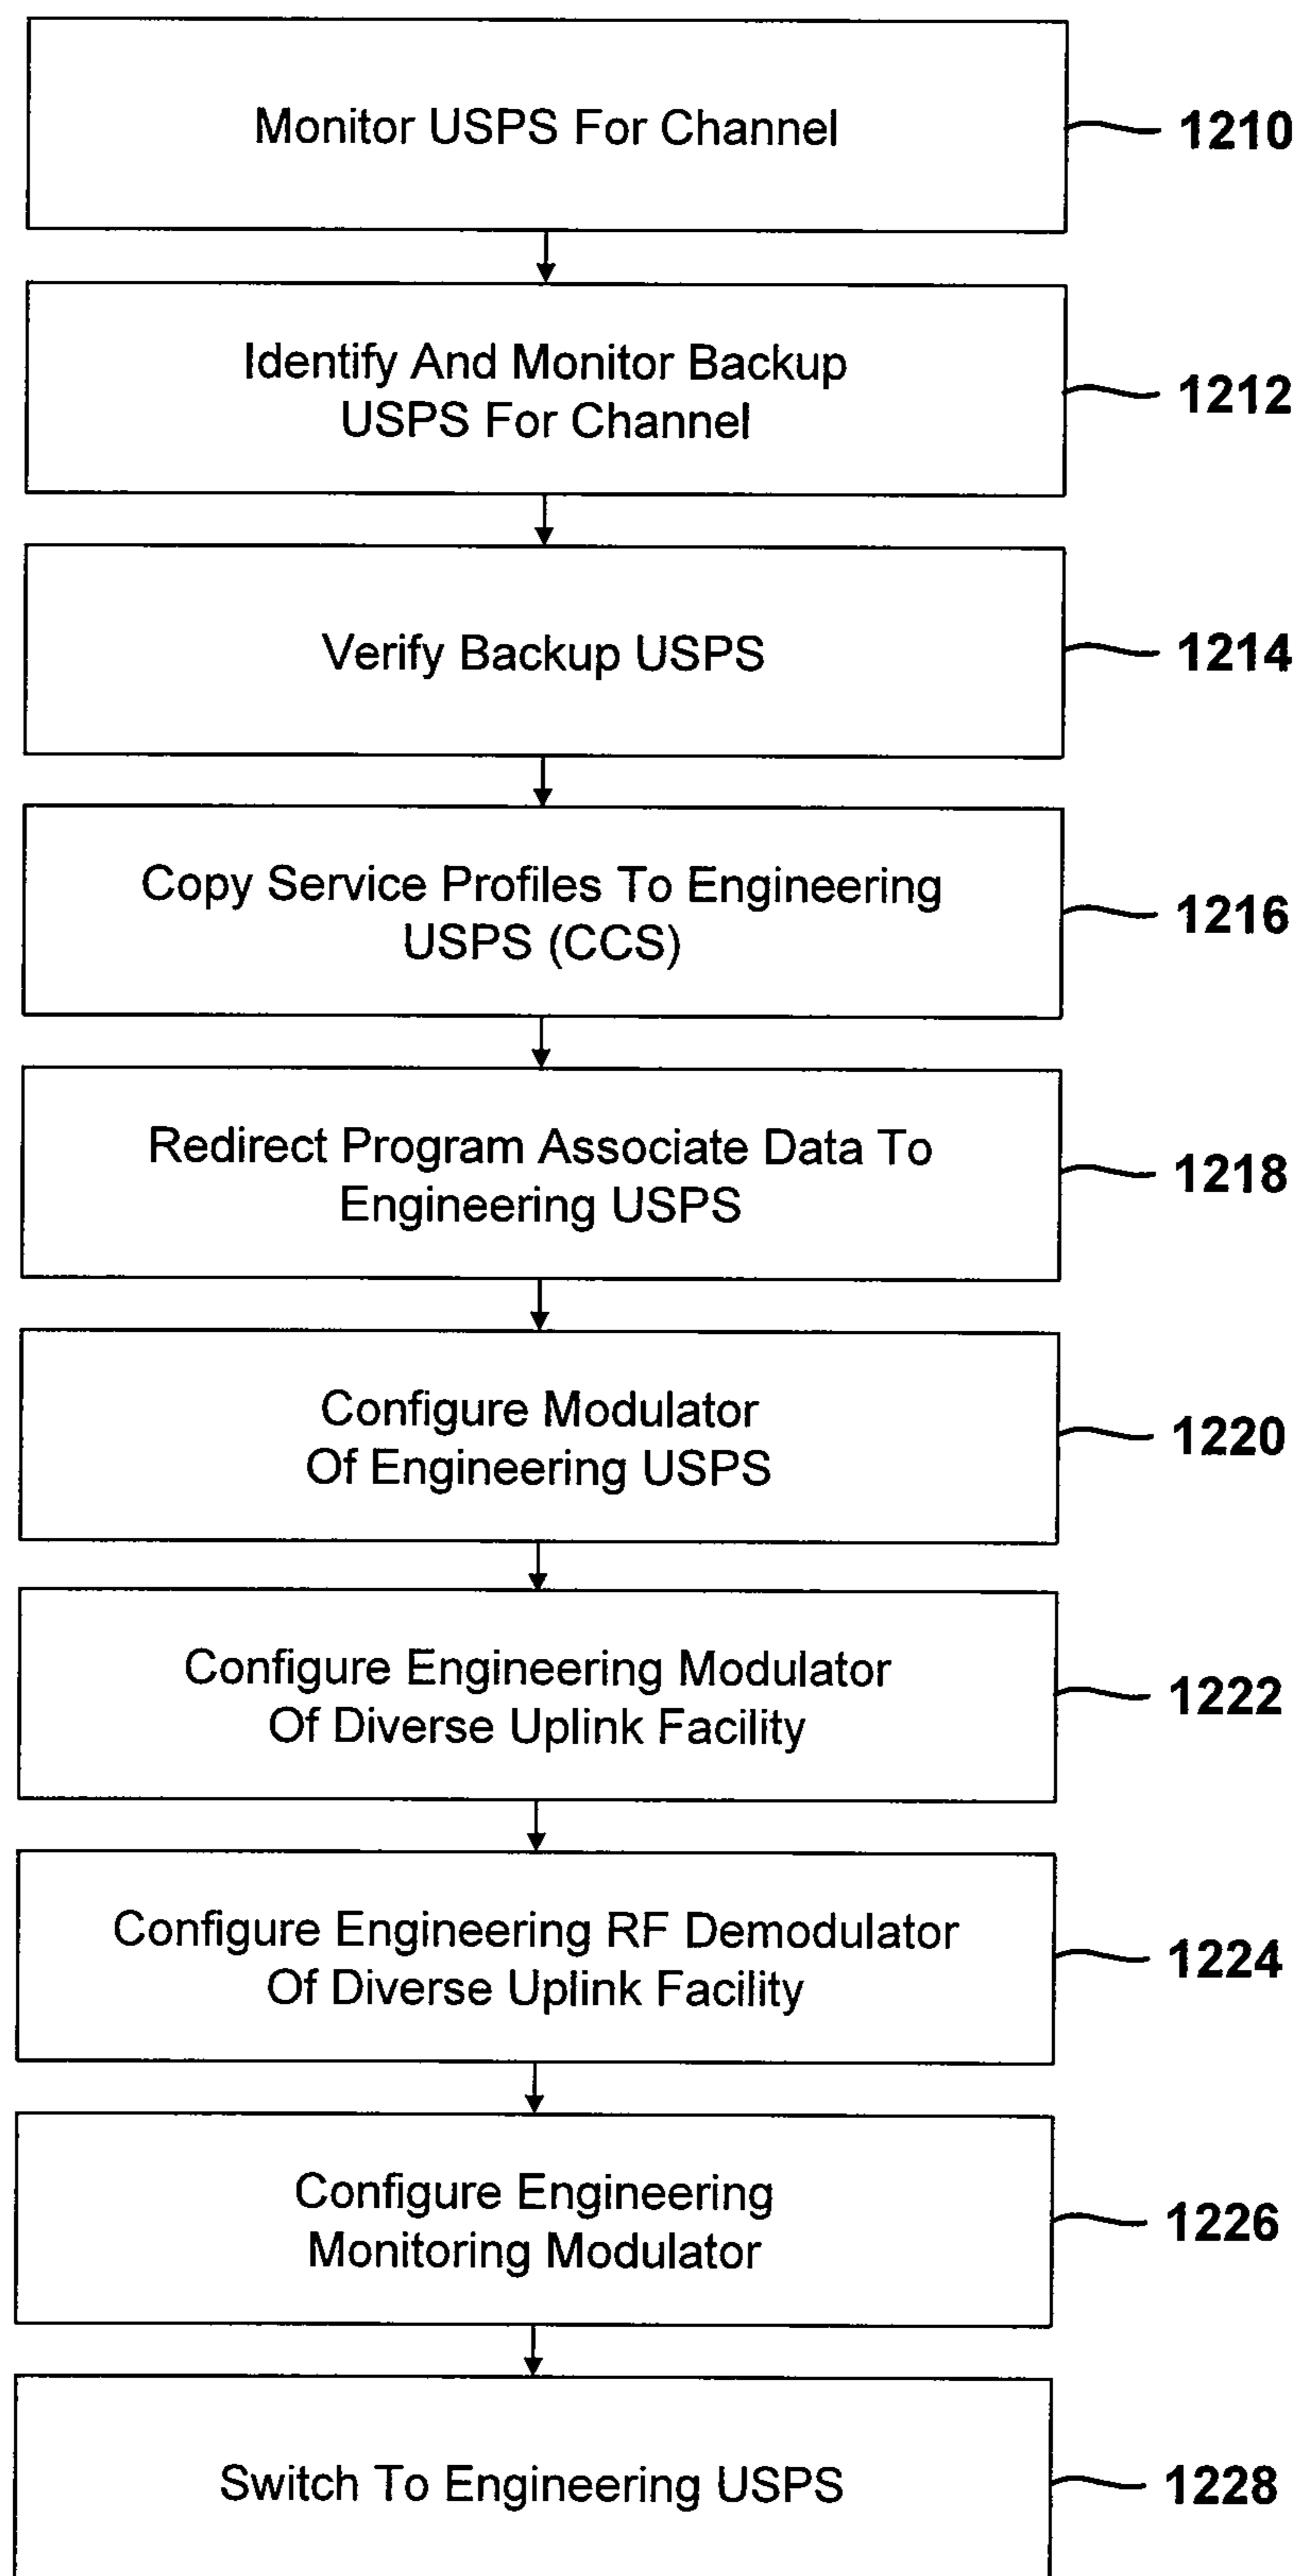 Monitor USPS For Channel
1210
Identify And Monitor Backup
USPS For Channel
1212
Verify Backup USPS
1214
Copy Service Profiles To Engineering
USPS (CCS)
1216
Redirect Program Associate Data To
Engineering USPS
1218
Configure Modulator
Of Engineering USPS
1220
Configure Engineering Modulator
Of Diverse Uplink Facility
1222
Configure Engineering RF Demodulator
Of Diverse Uplink Facility
1224
Configure Engineering
Monitoring Modulator
1226
Switch To Engineering USPS
1228